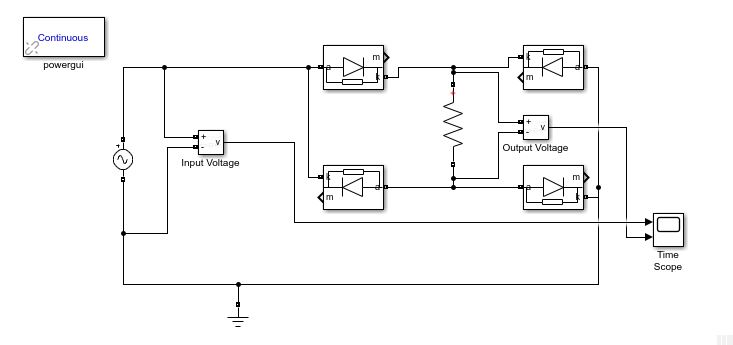 Continuous
powergui
a
m
k
k
m
a
+
-
v
Input Voltage
+
-
v
Output Voltage
k
m
a
a
m
k
Time
Scope